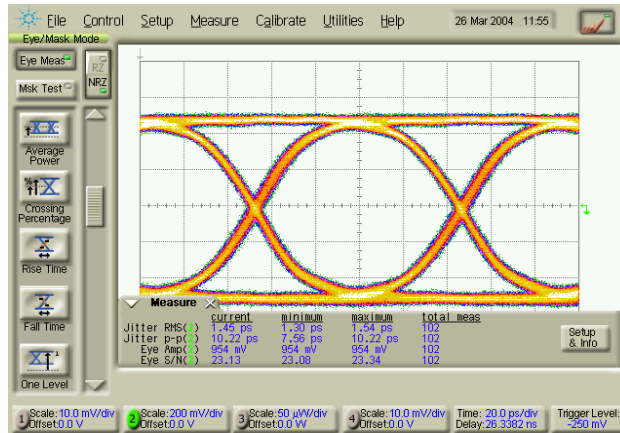 File Control Setup Measure Calibrate Utilities Help 26 Mar 2004 11:55
Eye/Mask Mode
Eye Meas
RZ
NRZ
Msk Test
Average
Power
Crossing
Percentage
Rise Time
Fall Time
One Level
Measure
current minimum maximum total meas
Jitter RMS(2) 1.45 ps 1.30 ps 1.54 ps 102
Jitter p-p(2) 10.22 ps 7.56 ps 10.22 ps 102
Eye Amp(2) 954 mV 954 mV 954 mV 102
Eye S/N(2) 23.13 23.08 23.34 102
Setup
& Info
1 Scale:10.0 mV/div
Offset:0.0 V
2 Scale:200 mV/div
Offset:0.0 V
3 Scale:50 µW/div
Offset:0.0 W
4 Scale:10.0 mV/div
Offset:0.0 V
Time: 20.0 ps/div
Delay:26.3382 ns
Trigger Level:
-250 mV